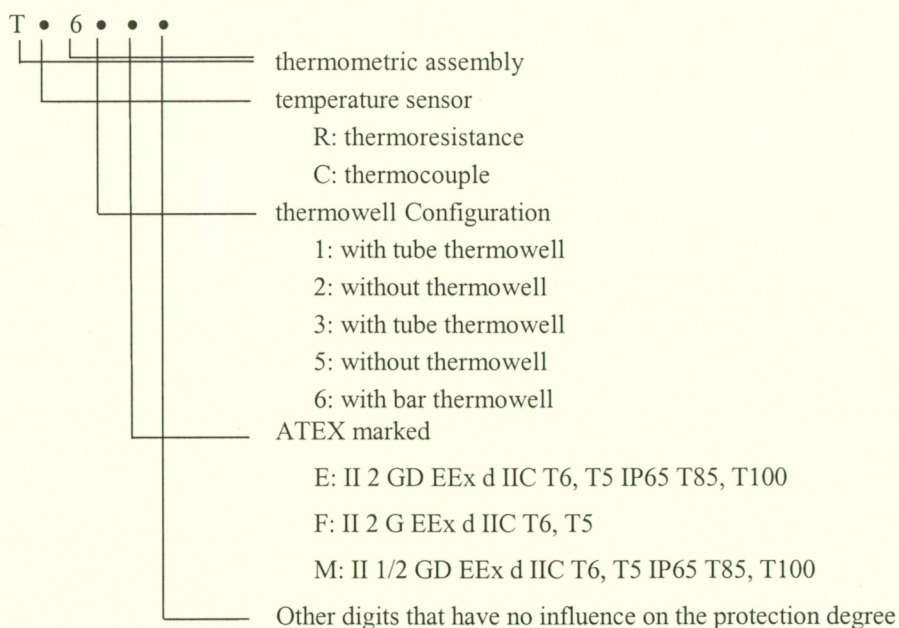 T • 6 • • •
thermometric assembly
temperature sensor
R: thermoresistance
C: thermocouple
thermowell Configuration
1: with tube thermowell
2: without thermowell
3: with tube thermowell
5: without thermowell
6: with bar thermowell
ATEX marked
E: II 2 GD EEx d IIC T6, T5 IP65 T85, T100
F: II 2 G EEx d IIC T6, T5
M: II 1/2 GD EEx d IIC T6, T5 IP65 T85, T100
Other digits that have no influence on the protection degree